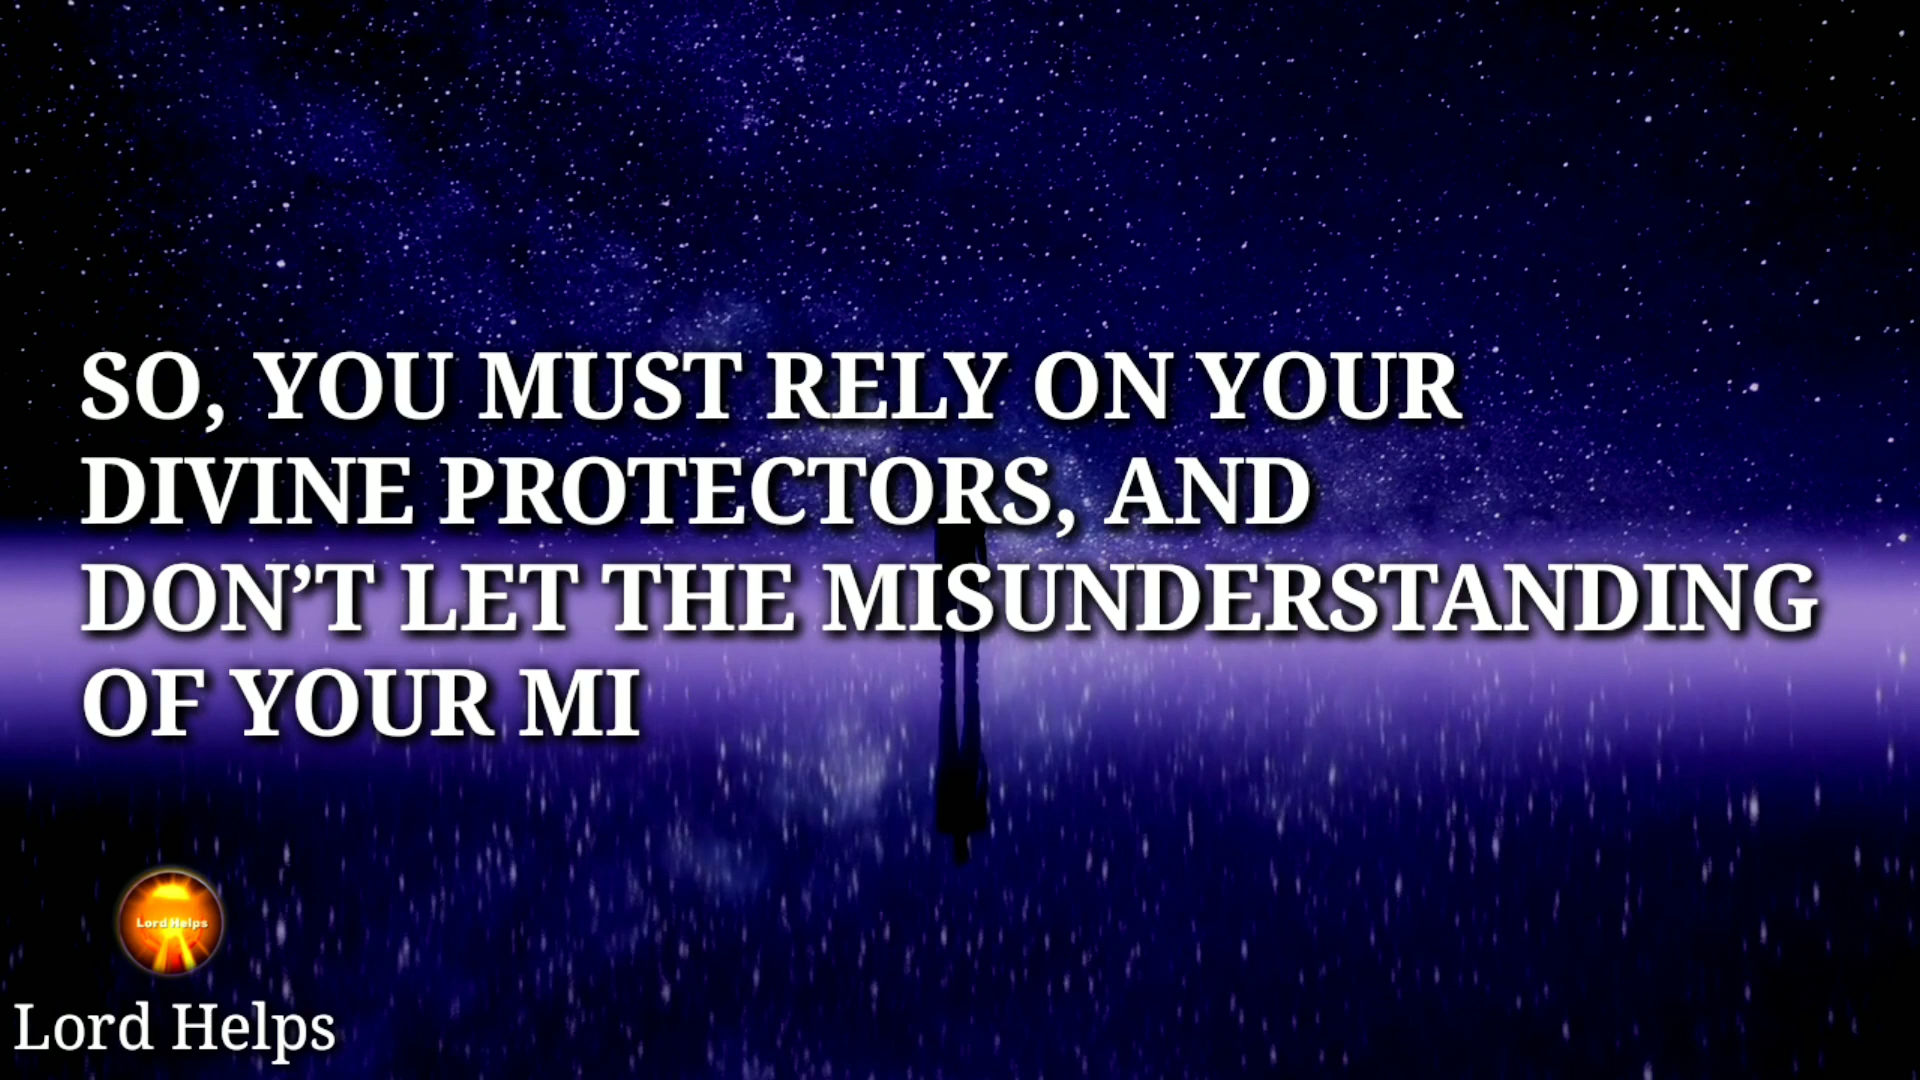 SO, YOU MUST RELY ON YOUR
DIVINE PROTECTORS, AND
DON’T LET THE MISUNDERSTANDING
OF YOUR MI
Lord Helps
Lord Helps